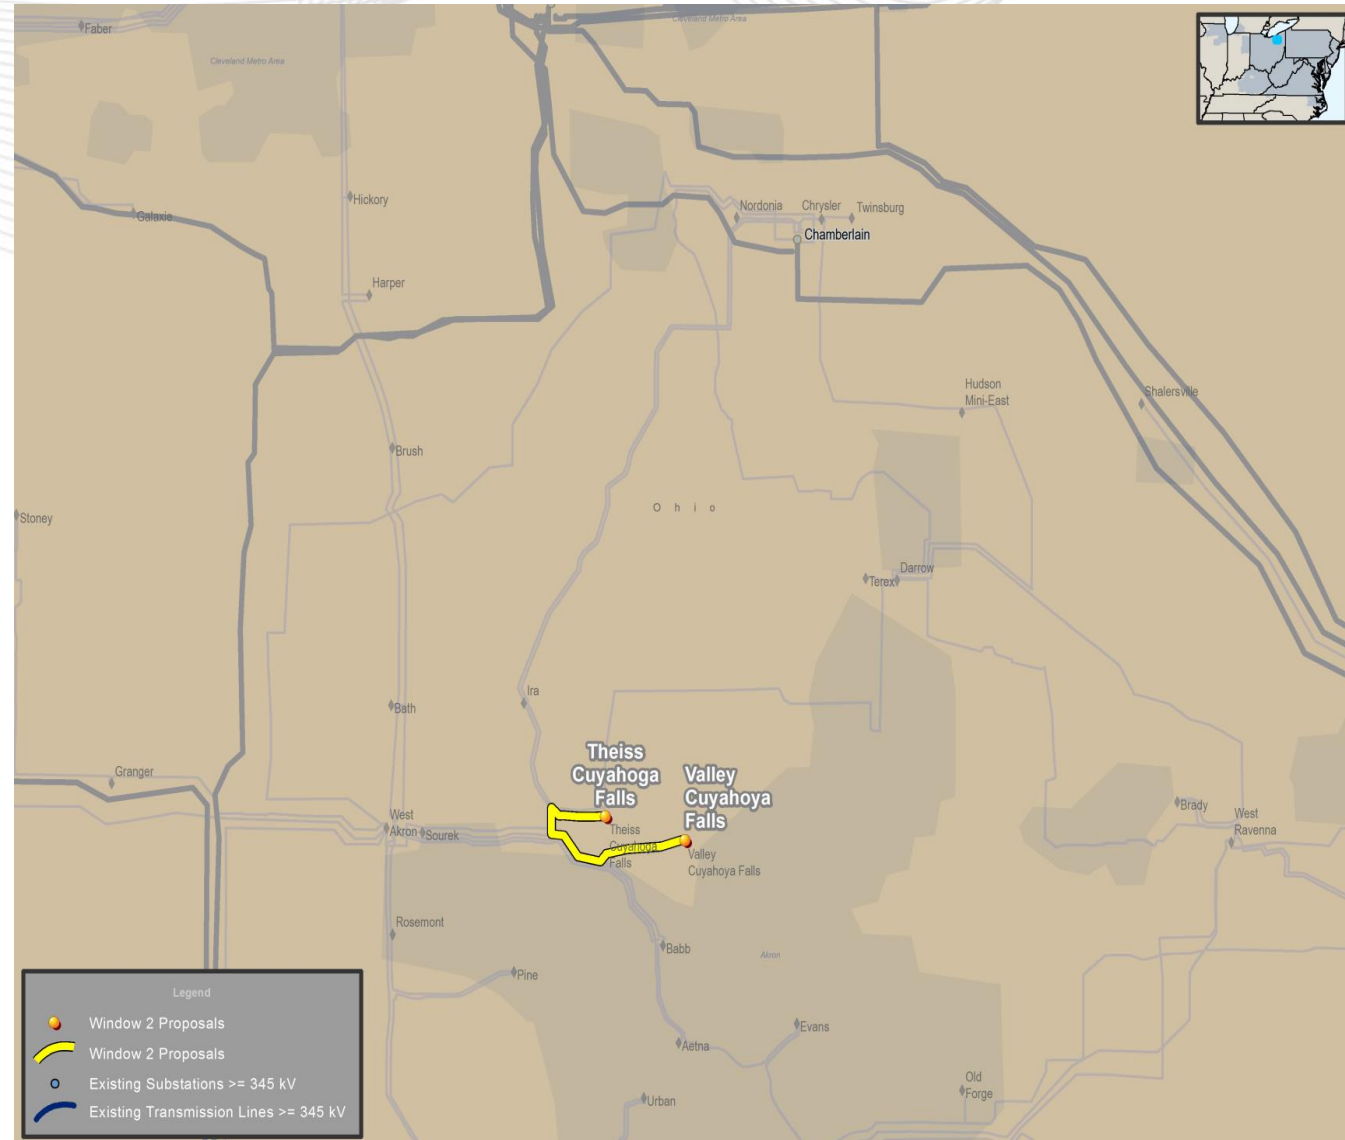 Faber
Cleveland Metro Area
Cleveland Metro Area
Hickory
Galaxie
Nordonia
Chrysler
Twinsburg
Chamberlain
Harper
Hudson
Mini-East
Shalersville
Brush
Ohio
Stoney
Darrow
Terex
Ira
Bath
Theiss
Cuyahoga
Falls
Valley
Cuyahoya
Falls
Granger
Brady
West
Akron
Sourek
Theiss
Cuyahoga
Falls
Valley
Cuyahoya Falls
West
Ravenna
Rosemont
Babb
Akron
Pine
Evans
Aetna
Old
Forge
Urban
Legend
Window 2 Proposals
Window 2 Proposals
Existing Substations >= 345 kV
Existing Transmission Lines >= 345 kV